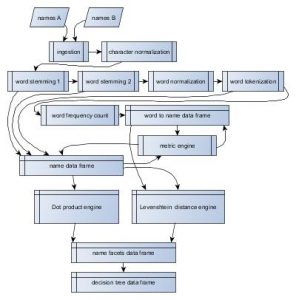 names A
names B
ingestion
character normalization
word stemming 1
word stemming 2
word normalization
word tokenization
word frequency count
word to name data frame
metric engine
name data frame
Dot product engine
Levenshtein distance engine
name facets data frame
decision tree data frame